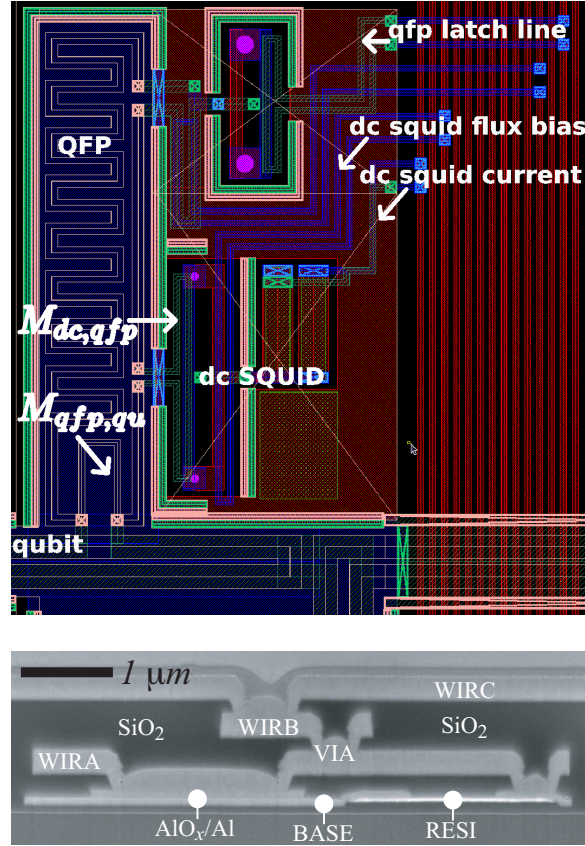 qfp latch line
QFP
dc squid flux bias
dc squid current
M_{dc,qfp}
dc SQUID
M_{qfp,qu}
qubit
1 μm
WIRC
SiO₂
WIRB
SiO₂
WIRA
VIA
AlOₓ/Al
BASE
RESI